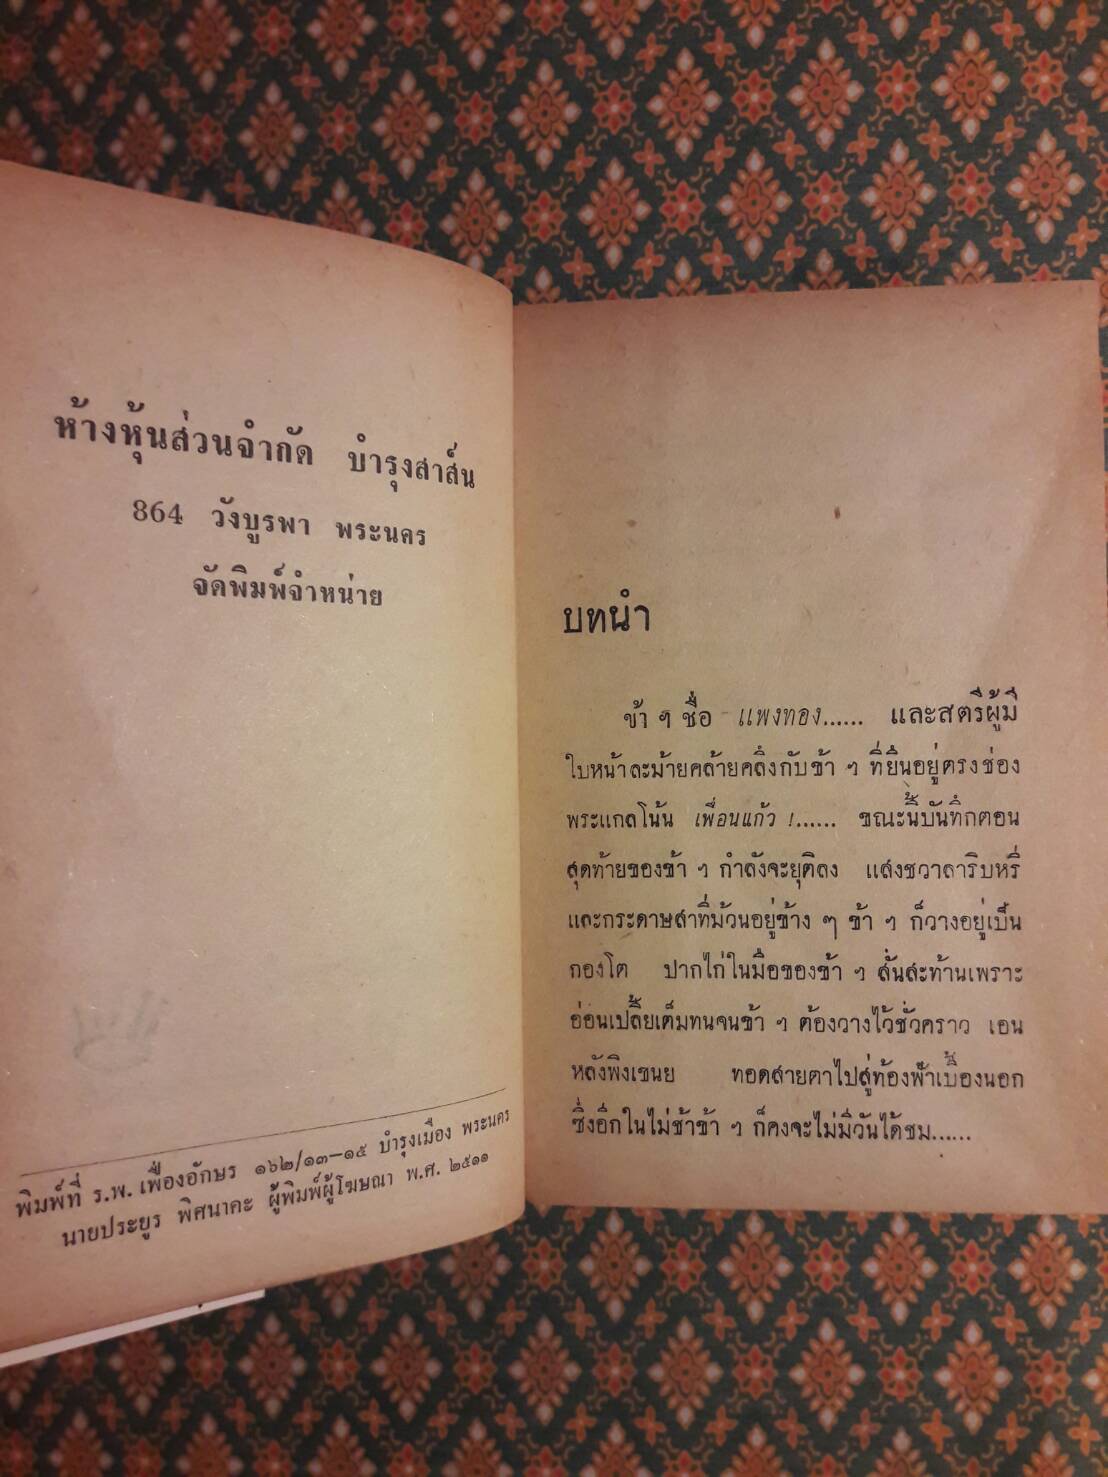 ห้างหุ้นส่วนจำกัด บำรุงสาส์น
864 วังบูรพา พระนคร
จัดพิมพ์จำหน่าย
พิมพ์ที่ ร.พ. เฟื่องอักษร ๑๖๒/๑๓–๑๕ บำรุงเมือง พระนคร
นายประยูร พิศนาคะ ผู้พิมพ์ผู้โฆษณา พ.ศ. ๒๕๑๑
บทนำ
ข้า ๆ ชื่อ แพงทอง...... และสตรีผู้มี
ใบหน้าละม้ายคล้ายคลึงกับข้า ๆ ที่ยืนอยู่ตรงช่อง
พระแกลโน้น เพื่อนแก้ว !...... ขณะนี้บันทึกตอน
สุดท้ายของข้า ๆ กำลังจะยุติลง แสงชวาลาริบหรี่
และกระดาษสาที่ม้วนอยู่ข้าง ๆ ข้า ๆ ก็วางอยู่เป็น
กองโต ปากไก่ในมือของข้า ๆ สั่นสะท้านเพราะ
อ่อนเปลี้ยเต็มทนจนข้า ๆ ต้องวางไว้ชั่วคราว เอน
หลังพิงเขนย ทอดสายตาไปสู่ท้องฟ้าเบื้องนอก
ซึ่งอีกในไม่ช้าข้า ๆ ก็คงจะไม่มีวันได้ชม......